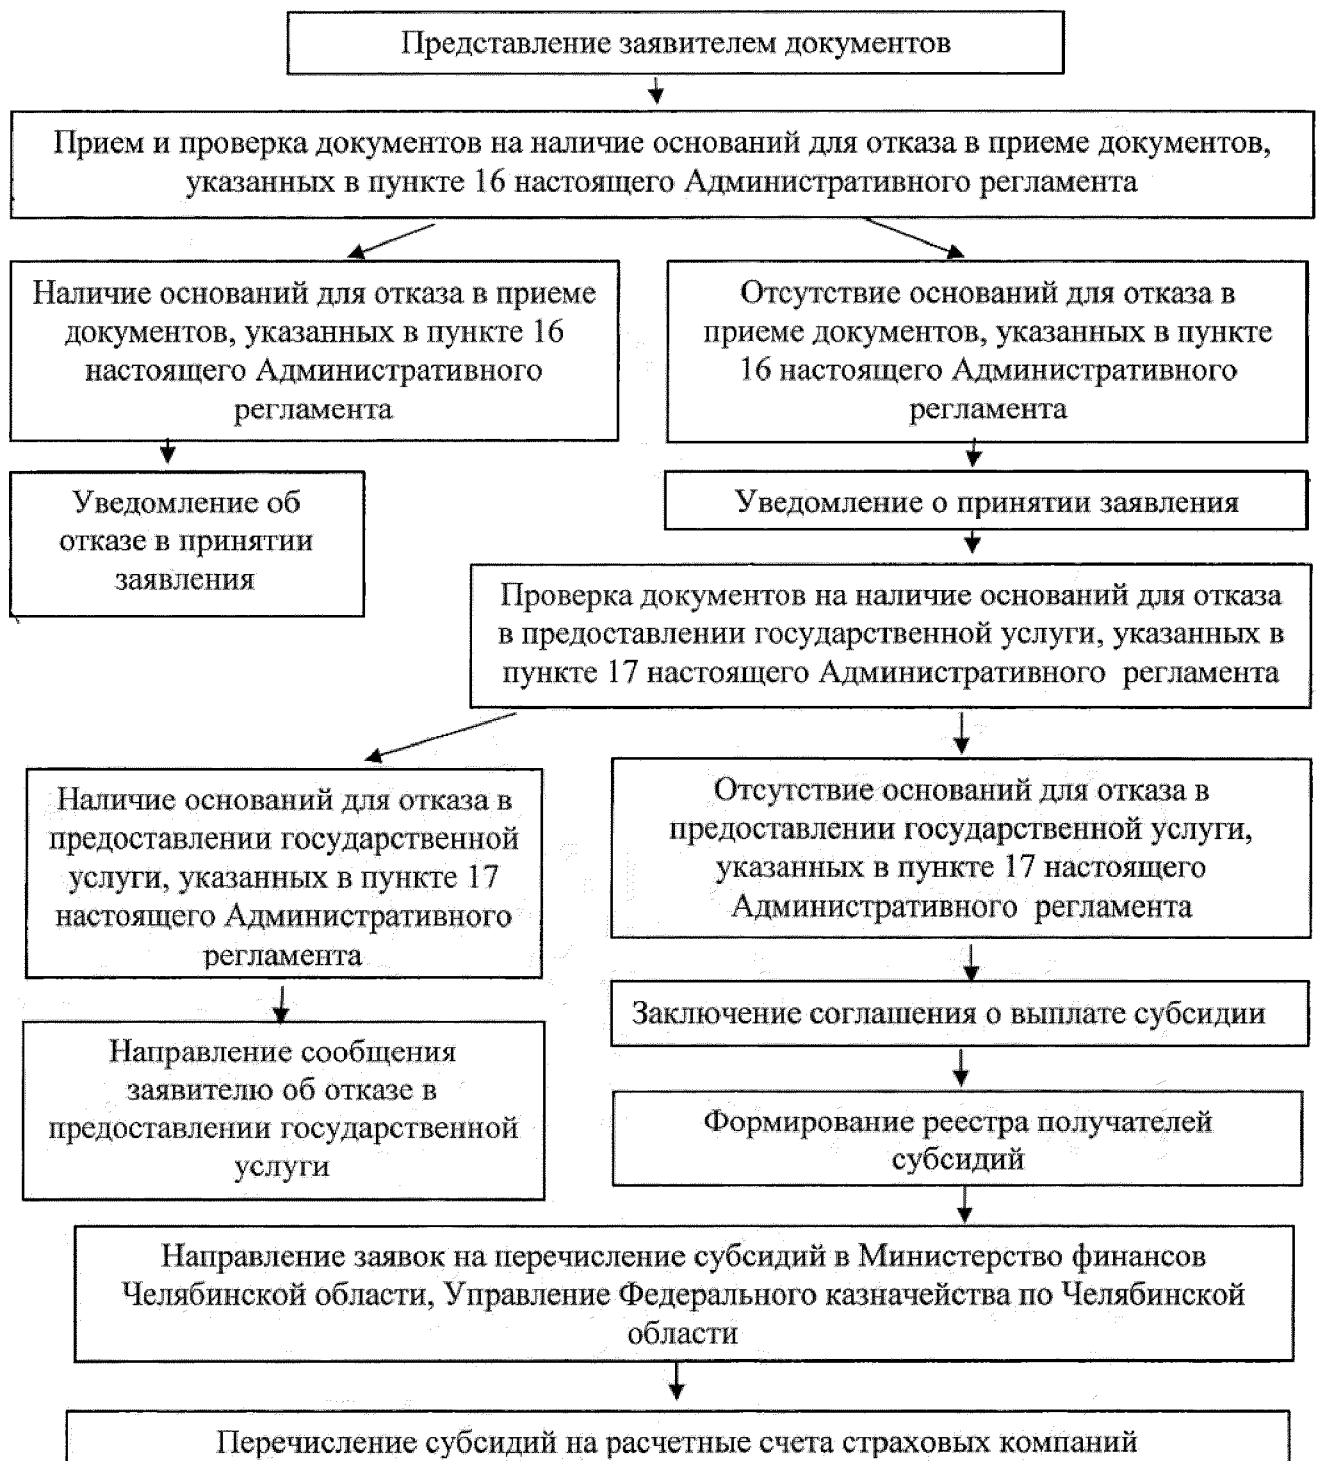 Представление заявителем документов
Прием и проверка документов на наличие оснований для отказа в приеме документов,
указанных в пункте 16 настоящего Административного регламента
Наличие оснований для отказа в приеме
документов, указанных в пункте 16
настоящего Административного
регламента
Отсутствие оснований для отказа в
приеме документов, указанных в пункте
16 настоящего Административного
регламента
Уведомление об
отказе в принятии
заявления
Уведомление о принятии заявления
Проверка документов на наличие оснований для отказа
в предоставлении государственной услуги, указанных в
пункте 17 настоящего Административного регламента
Наличие оснований для отказа в
предоставлении государственной
услуги, указанных в пункте 17
настоящего Административного
регламента
Отсутствие оснований для отказа в
предоставлении государственной услуги,
указанных в пункте 17 настоящего
Административного регламента
Направление сообщения
заявителю об отказе в
предоставлении государственной
услуги
Заключение соглашения о выплате субсидии
Формирование реестра получателей
субсидий
Направление заявок на перечисление субсидий в Министерство финансов
Челябинской области, Управление Федерального казначейства по Челябинской
области
Перечисление субсидий на расчетные счета страховых компаний